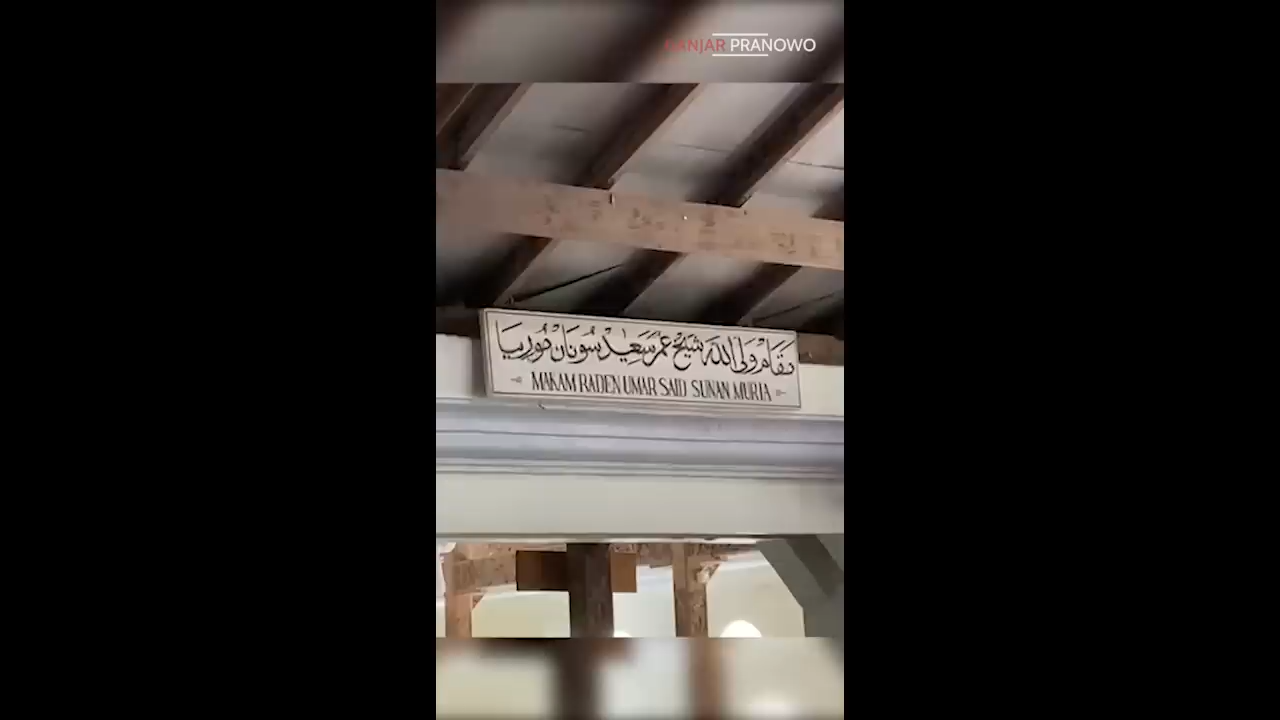 GANJAR PRANOWO
مقام ولي الله شيخ عمر سعيد سونان موريا
MAKAM RADEN UMAR SAID SUNAN MURIA